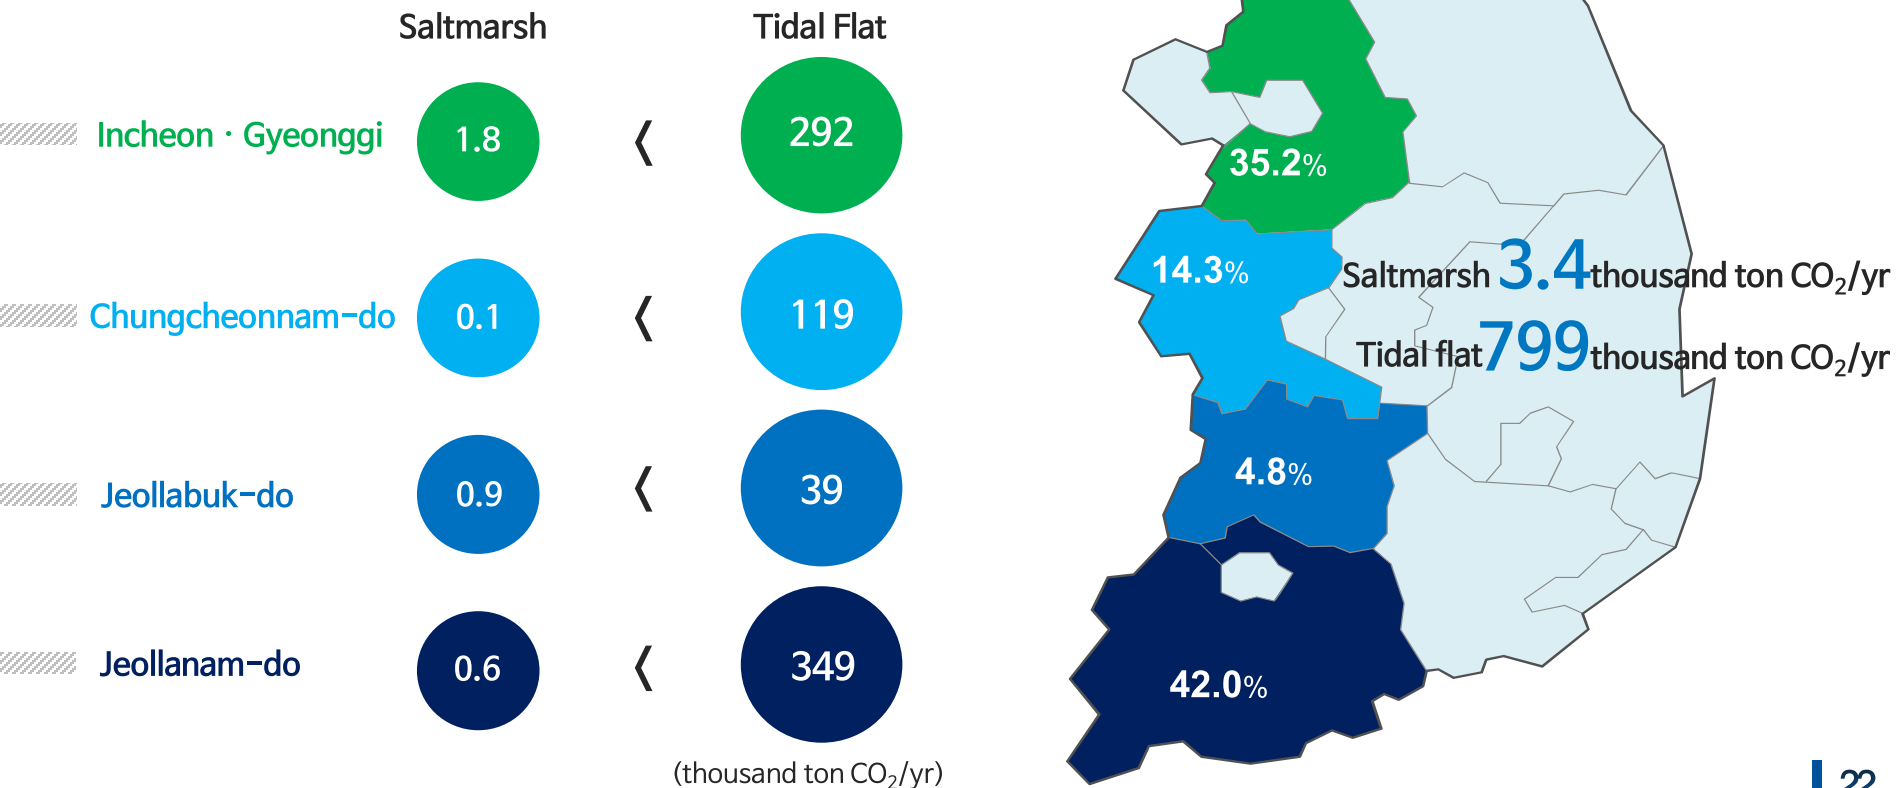 Saltmarsh Tidal Flat
Incheon · Gyeonggi 1.8 〈 292
Chungcheonnam-do 0.1 〈 119
Jeollabuk-do 0.9 〈 39
Jeollanam-do 0.6 〈 349
(thousand ton CO₂/yr)
35.2%
14.3%
4.8%
42.0%
Saltmarsh 3.4 thousand ton CO₂/yr
Tidal flat 799 thousand ton CO₂/yr
22